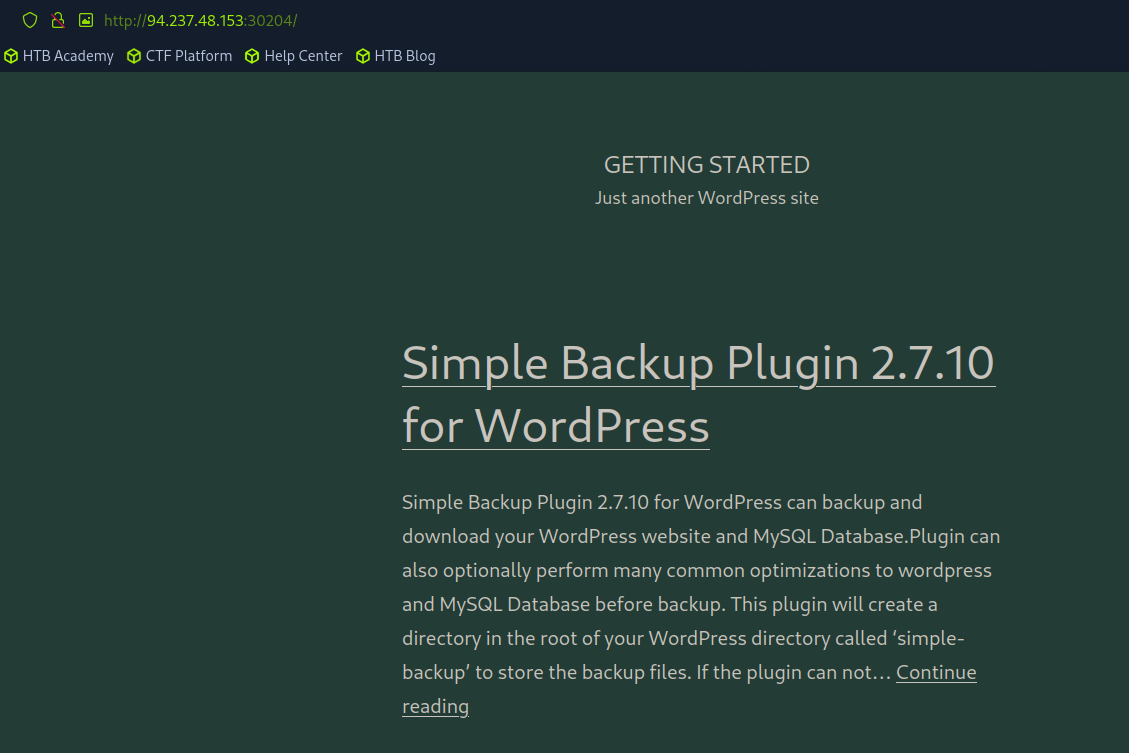 http://94.237.48.153:30204/
HTB Academy CTF Platform Help Center HTB Blog
GETTING STARTED
Just another WordPress site
Simple Backup Plugin 2.7.10
for WordPress
Simple Backup Plugin 2.7.10 for WordPress can backup and
download your WordPress website and MySQL Database.Plugin can
also optionally perform many common optimizations to wordpress
and MySQL Database before backup. This plugin will create a
directory in the root of your WordPress directory called ‘simple-
backup’ to store the backup files. If the plugin can not… Continue
reading